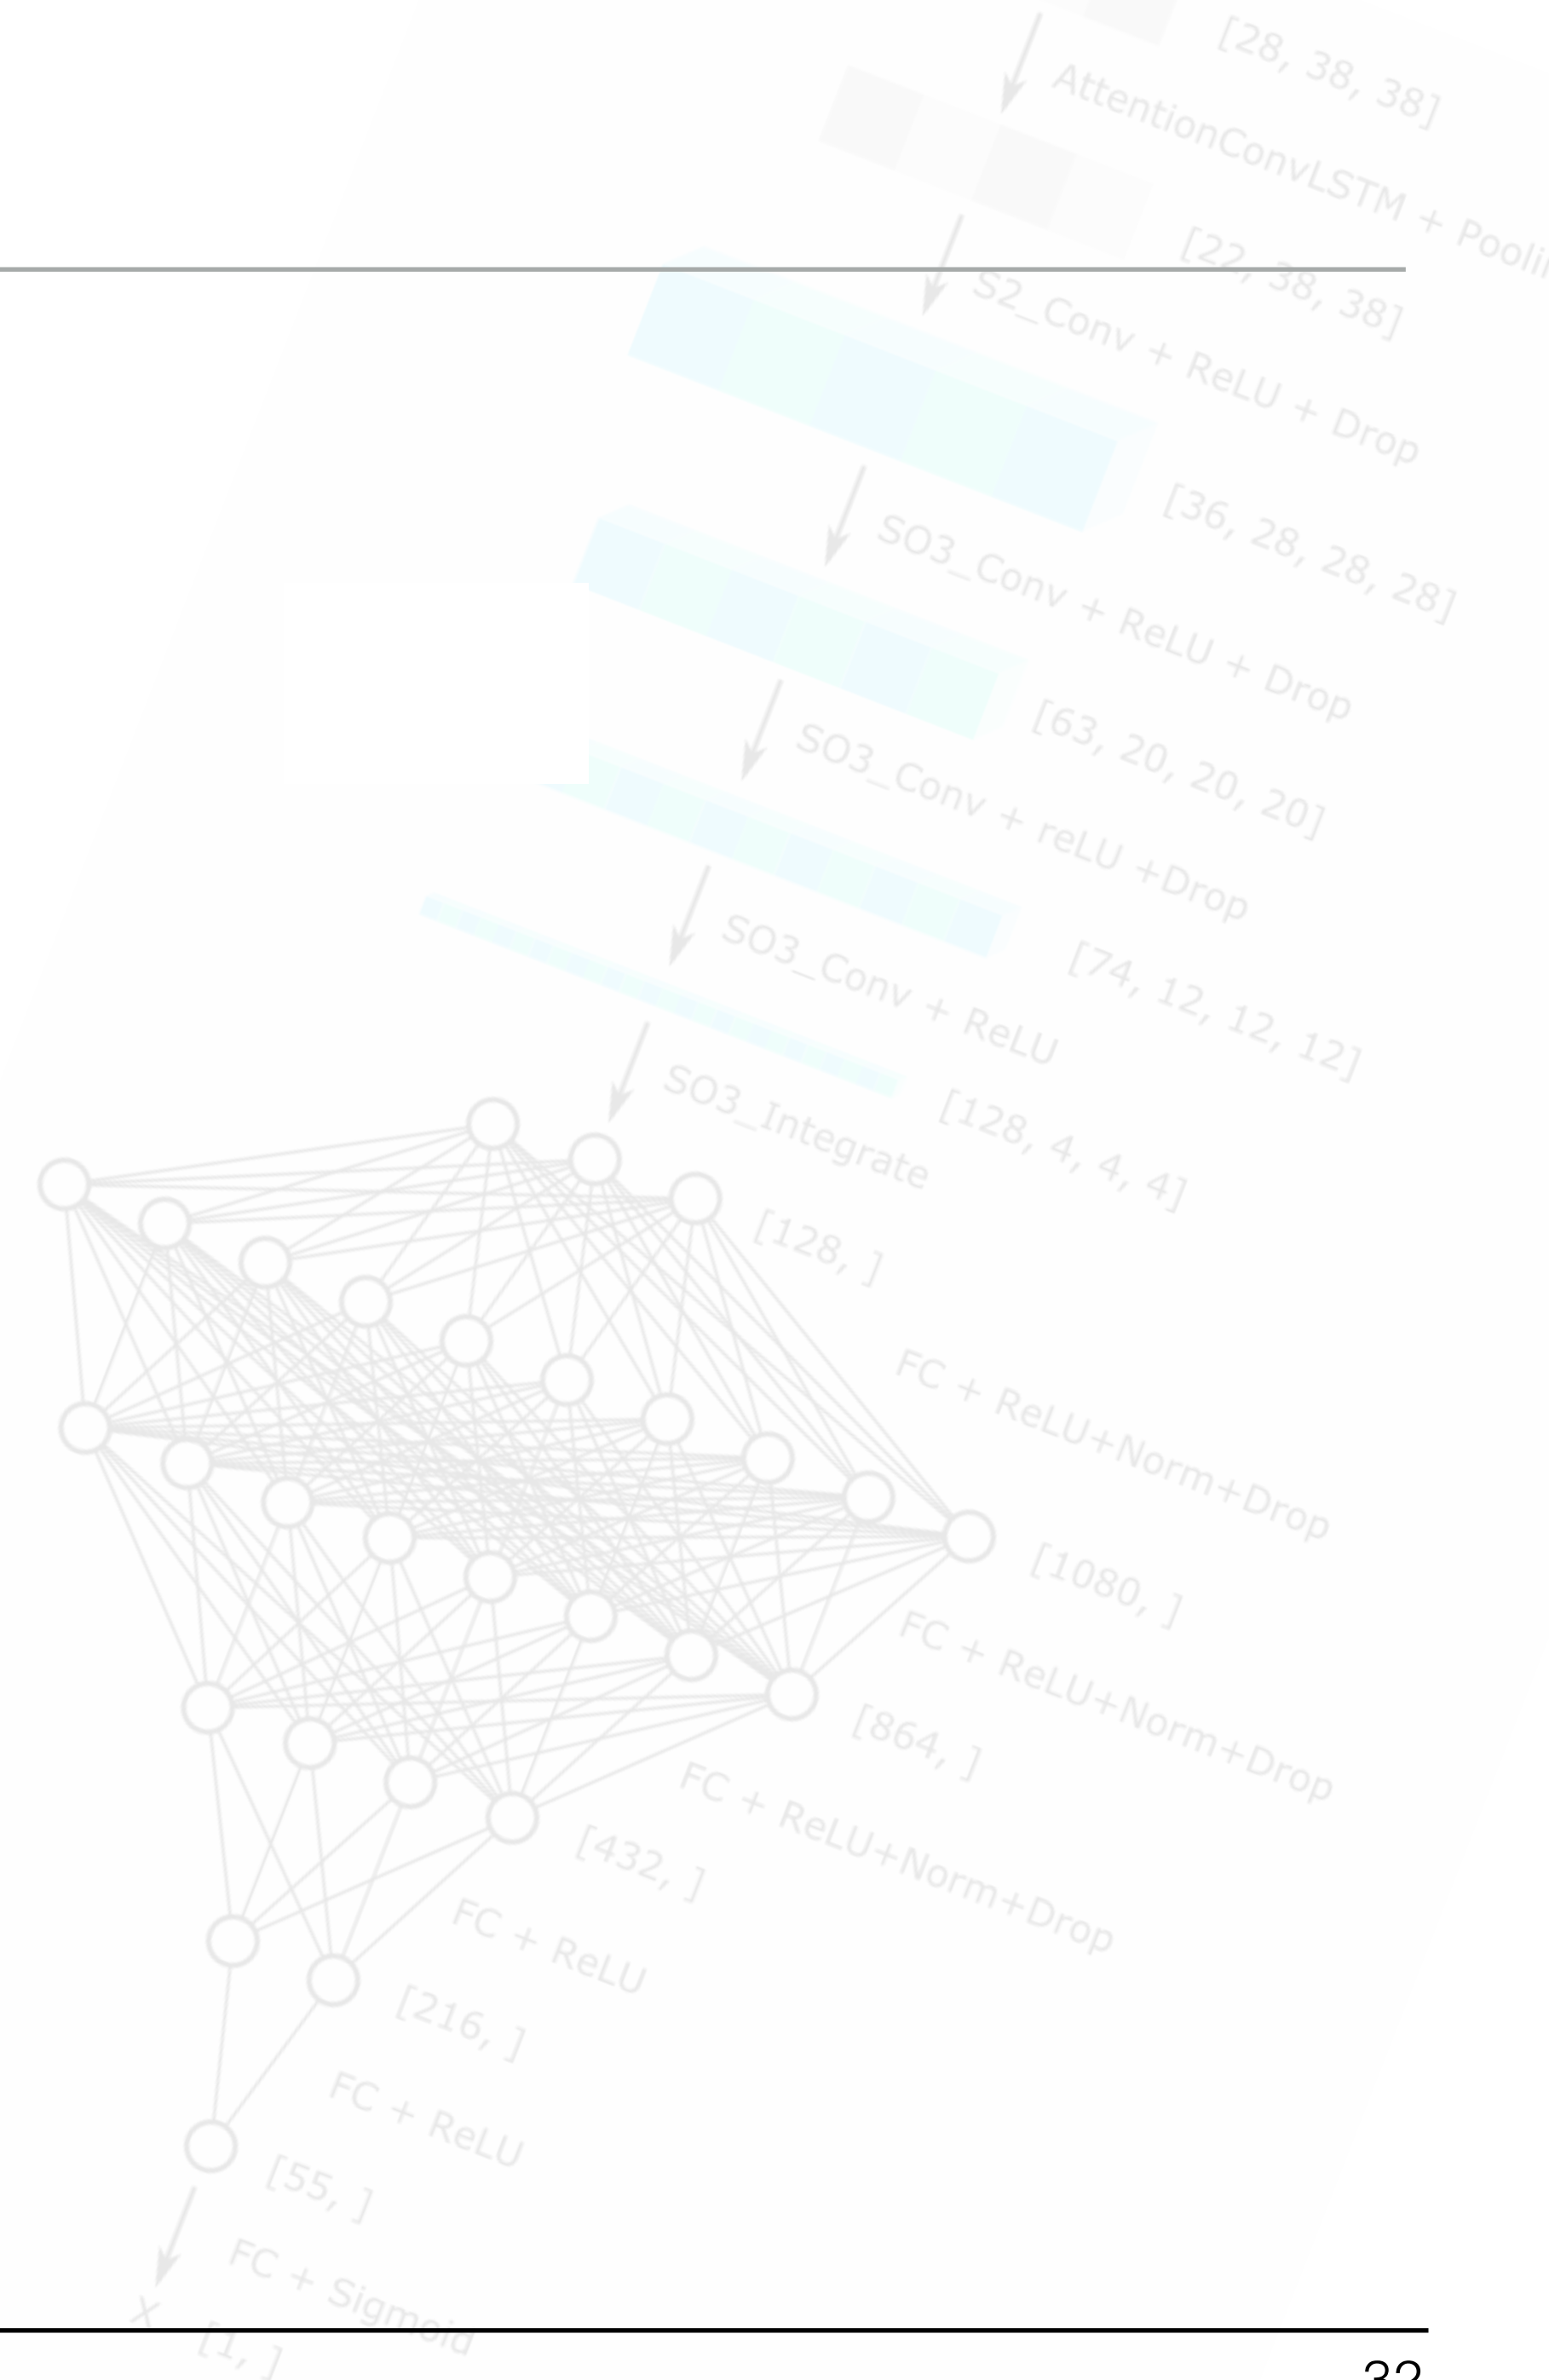 [28, 38, 38]
AttentionConvLSTM +
[22, 38, 38]
S2_Conv + ReLU + Drop
[36, 28, 28, 28]
SO3_Conv + ReLU + Drop
[63, 20, 20, 20]
SO3_Conv + reLU +Drop
[74, 12, 12, 12]
SO3_Conv + ReLU
[128, 4, 4, 4]
SO3_Integrate
[128, ]
FC + ReLU+Norm+Drop
[1080, ]
FC + ReLU+Norm+Drop
[864, ]
FC + ReLU+Norm+Drop
[432, ]
FC + ReLU
[216, ]
FC + ReLU
[55, ]
FC + Sigmoid
X
[1, ]